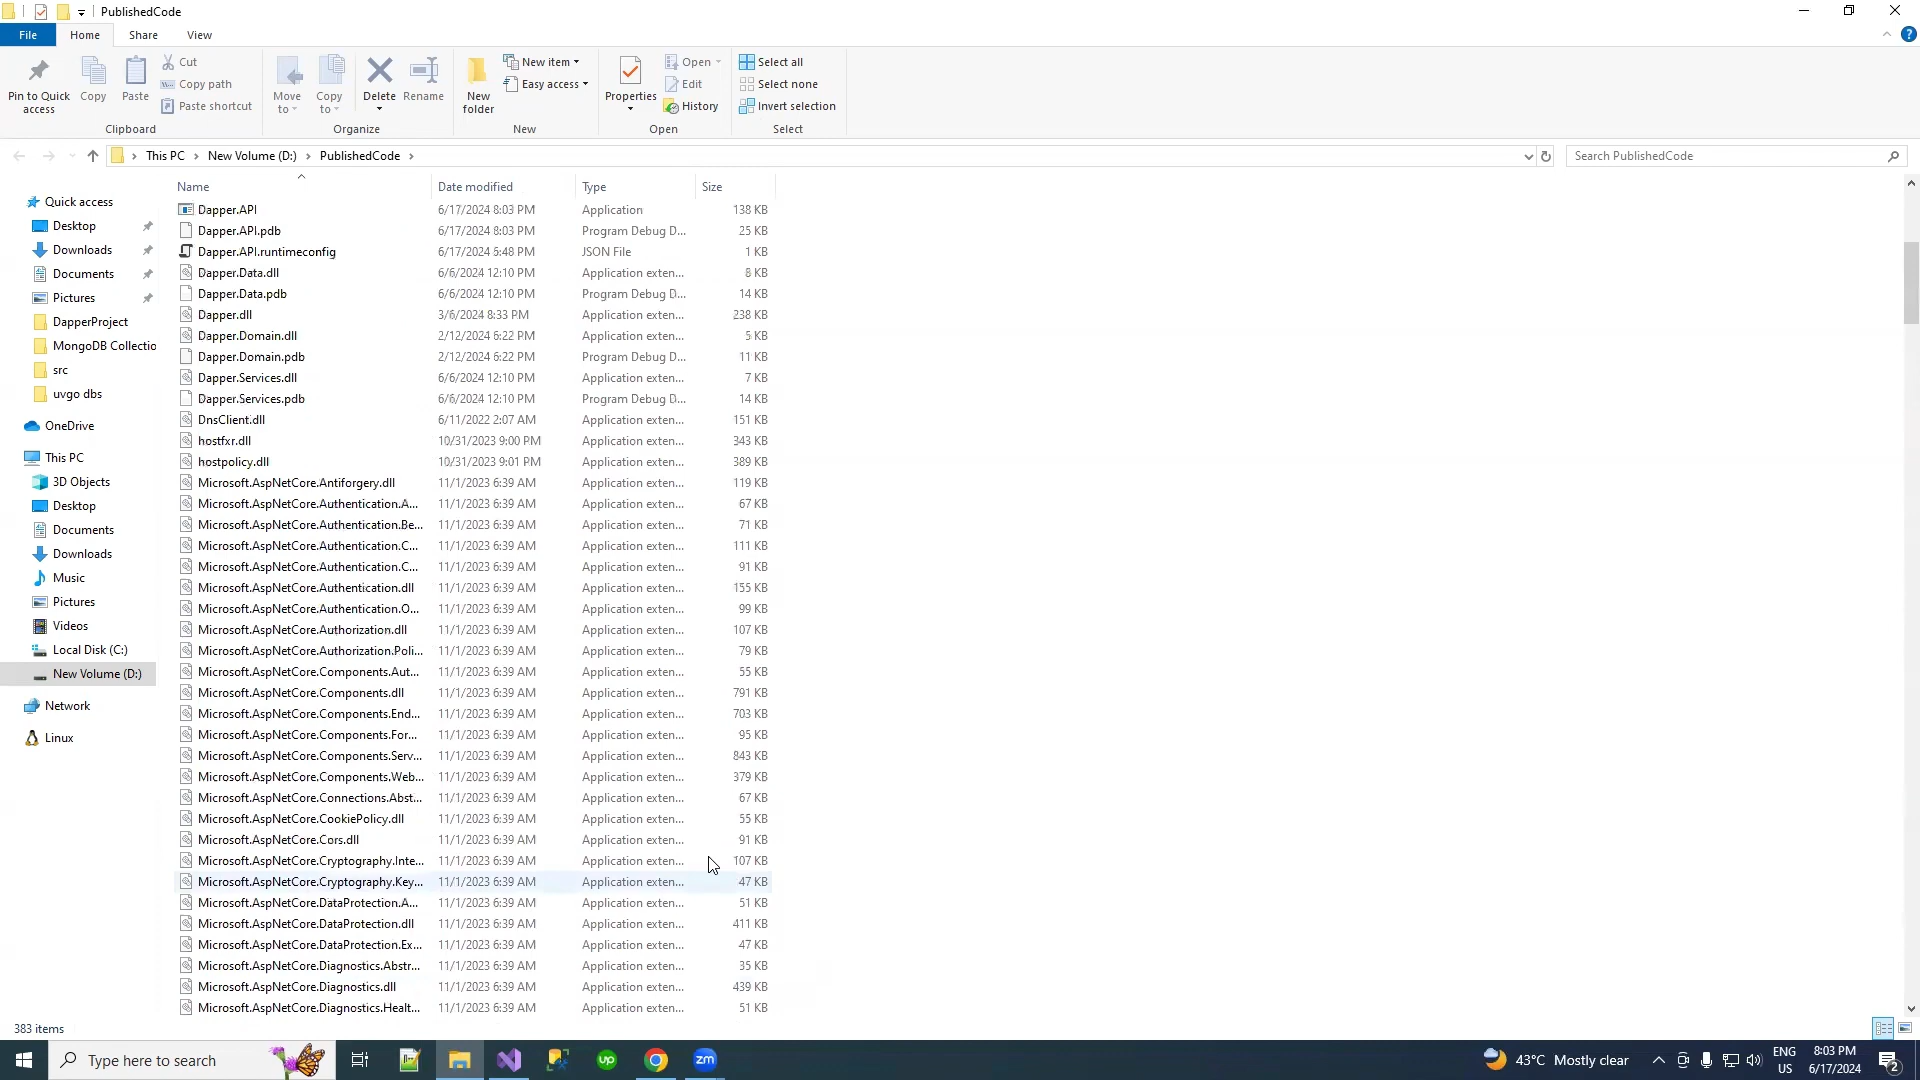 PublishedCode
File Home Share View
Pin to Quick access
Copy
Paste
Cut
Copy path
Paste shortcut
Clipboard
Move to
Copy to
Delete
Rename
Organize
New folder
New item
Easy access
New
Properties
Open
Edit
History
Open
Select all
Select none
Invert selection
Select
This PC › New Volume (D:) › PublishedCode ›
Search PublishedCode
Quick access
Desktop
Downloads
Documents
Pictures
DapperProject
MongoDB Collectio
src
uvgo dbs
OneDrive
This PC
3D Objects
Desktop
Documents
Downloads
Music
Pictures
Videos
Local Disk (C:)
New Volume (D:)
Network
Linux
Name Date modified Type Size
Dapper.API 6/17/2024 8:03 PM Application 138 KB
Dapper.API.pdb 6/17/2024 8:03 PM Program Debug D... 25 KB
Dapper.API.runtimeconfig 6/17/2024 6:48 PM JSON File 1 KB
Dapper.Data.dll 6/6/2024 12:10 PM Application exten... 8 KB
Dapper.Data.pdb 6/6/2024 12:10 PM Program Debug D... 14 KB
Dapper.dll 3/6/2024 8:33 PM Application exten... 238 KB
Dapper.Domain.dll 2/12/2024 6:22 PM Application exten... 5 KB
Dapper.Domain.pdb 2/12/2024 6:22 PM Program Debug D... 11 KB
Dapper.Services.dll 6/6/2024 12:10 PM Application exten... 7 KB
Dapper.Services.pdb 6/6/2024 12:10 PM Program Debug D... 14 KB
DnsClient.dll 6/11/2022 2:07 AM Application exten... 151 KB
hostfxr.dll 10/31/2023 9:00 PM Application exten... 343 KB
hostpolicy.dll 10/31/2023 9:01 PM Application exten... 389 KB
Microsoft.AspNetCore.Antiforgery.dll 11/1/2023 6:39 AM Application exten... 119 KB
Microsoft.AspNetCore.Authentication.A... 11/1/2023 6:39 AM Application exten... 67 KB
Microsoft.AspNetCore.Authentication.Be... 11/1/2023 6:39 AM Application exten... 71 KB
Microsoft.AspNetCore.Authentication.C... 11/1/2023 6:39 AM Application exten... 111 KB
Microsoft.AspNetCore.Authentication.C... 11/1/2023 6:39 AM Application exten... 91 KB
Microsoft.AspNetCore.Authentication.dll 11/1/2023 6:39 AM Application exten... 155 KB
Microsoft.AspNetCore.Authentication.O... 11/1/2023 6:39 AM Application exten... 99 KB
Microsoft.AspNetCore.Authorization.dll 11/1/2023 6:39 AM Application exten... 107 KB
Microsoft.AspNetCore.Authorization.Poli... 11/1/2023 6:39 AM Application exten... 79 KB
Microsoft.AspNetCore.Components.Aut... 11/1/2023 6:39 AM Application exten... 55 KB
Microsoft.AspNetCore.Components.dll 11/1/2023 6:39 AM Application exten... 791 KB
Microsoft.AspNetCore.Components.End... 11/1/2023 6:39 AM Application exten... 703 KB
Microsoft.AspNetCore.Components.For... 11/1/2023 6:39 AM Application exten... 95 KB
Microsoft.AspNetCore.Components.Serv... 11/1/2023 6:39 AM Application exten... 843 KB
Microsoft.AspNetCore.Components.Web... 11/1/2023 6:39 AM Application exten... 379 KB
Microsoft.AspNetCore.Connections.Abst... 11/1/2023 6:39 AM Application exten... 67 KB
Microsoft.AspNetCore.CookiePolicy.dll 11/1/2023 6:39 AM Application exten... 55 KB
Microsoft.AspNetCore.Cors.dll 11/1/2023 6:39 AM Application exten... 91 KB
Microsoft.AspNetCore.Cryptography.Inte... 11/1/2023 6:39 AM Application exten... 107 KB
Microsoft.AspNetCore.Cryptography.Key... 11/1/2023 6:39 AM Application exten... 47 KB
Microsoft.AspNetCore.DataProtection.A... 11/1/2023 6:39 AM Application exten... 51 KB
Microsoft.AspNetCore.DataProtection.dll 11/1/2023 6:39 AM Application exten... 411 KB
Microsoft.AspNetCore.DataProtection.Ex... 11/1/2023 6:39 AM Application exten... 47 KB
Microsoft.AspNetCore.Diagnostics.Abstr... 11/1/2023 6:39 AM Application exten... 35 KB
Microsoft.AspNetCore.Diagnostics.dll 11/1/2023 6:39 AM Application exten... 439 KB
Microsoft.AspNetCore.Diagnostics.Healt... 11/1/2023 6:39 AM Application exten... 51 KB
383 items
Type here to search
up
zm
43°C Mostly clear
ENG
US
8:03 PM
6/17/2024
2